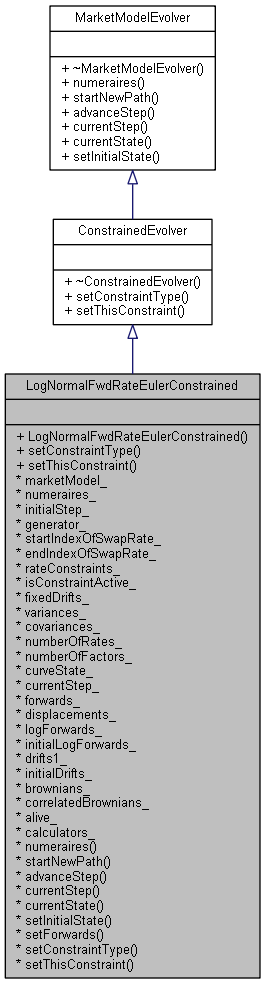 MarketModelEvolver
+ ~MarketModelEvolver()
+ numeraires()
+ startNewPath()
+ advanceStep()
+ currentStep()
+ currentState()
+ setInitialState()
ConstrainedEvolver
+ ~ConstrainedEvolver()
+ setConstraintType()
+ setThisConstraint()
LogNormalFwdRateEulerConstrained
+ LogNormalFwdRateEulerConstrained()
+ setConstraintType()
+ setThisConstraint()
* marketModel_
* numeraires_
* initialStep_
* generator_
* startIndexOfSwapRate_
* endIndexOfSwapRate_
* rateConstraints_
* isConstraintActive_
* fixedDrifts_
* variances_
* covariances_
* numberOfRates_
* numberOfFactors_
* curveState_
* currentStep_
* forwards_
* displacements_
* logForwards_
* initialLogForwards_
* drifts1_
* initialDrifts_
* brownians_
* correlatedBrownians_
* alive_
* calculators_
* numeraires()
* startNewPath()
* advanceStep()
* currentStep()
* currentState()
* setInitialState()
* setForwards()
* setConstraintType()
* setThisConstraint()